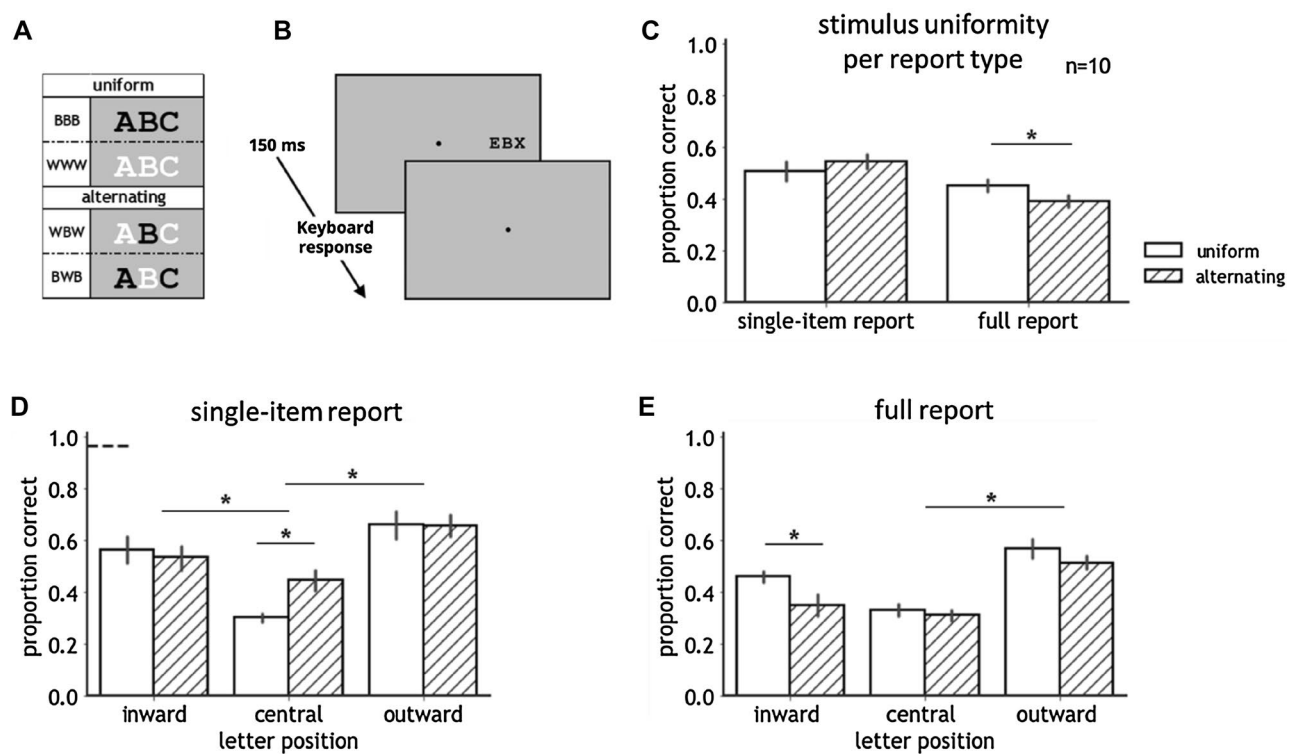 A
uniform
BBB ABC
WWW ABC
alternating
WBW ABC
BWB ABC
B
150 ms
EBX
Keyboard
response
C
stimulus uniformity
per report type
n=10
proportion correct
1.0
0.8
0.6
0.4
0.2
0.0
*
single-item report full report
uniform
alternating
D
single-item report
proportion correct
1.0
0.8
0.6
0.4
0.2
0.0
*
*
*
inward central outward
letter position
E
full report
proportion correct
1.0
0.8
0.6
0.4
0.2
0.0
*
*
inward central outward
letter position